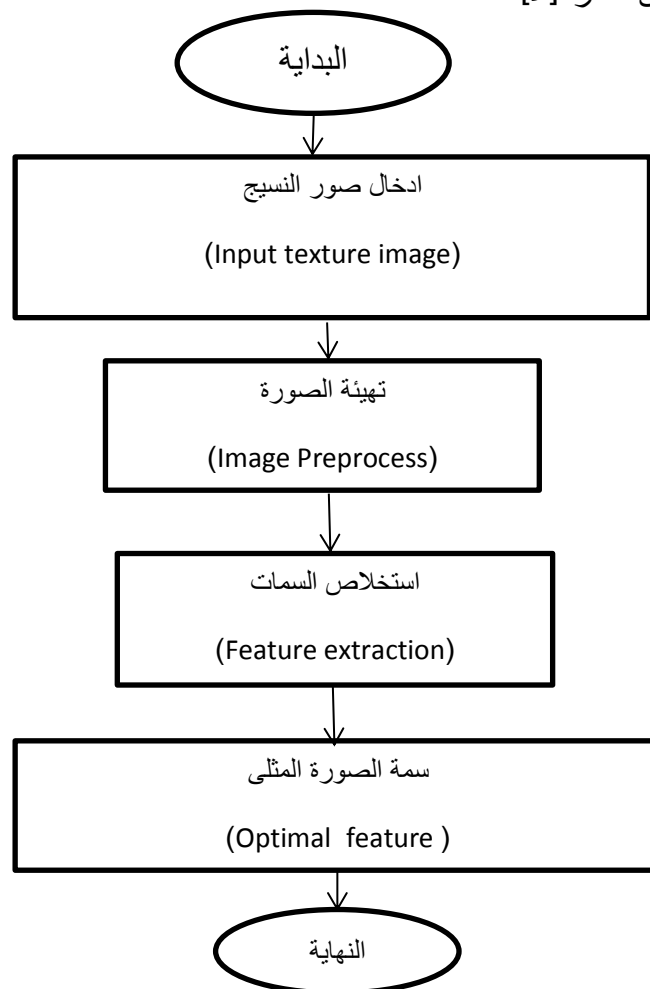 البداية
ادخال صور النسيج
(Input texture image)
تهيئة الصورة
(Image Preprocess)
استخلاص السمات
(Feature extraction)
سمة الصورة المثلى
(Optimal feature )
النهاية